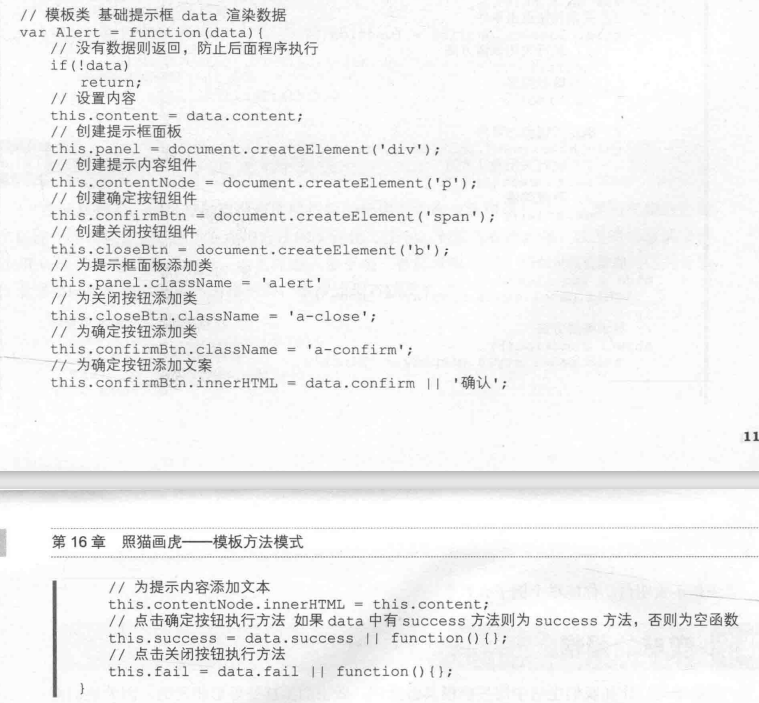 // 模板类 基础提示框 data 渲染数据
var Alert = function(data){
// 没有数据则返回，防止后面程序执行
if(!data)
return;
// 设置内容
this.content = data.content;
// 创建提示框面板
this.panel = document.createElement('div');
// 创建提示内容组件
this.contentNode = document.createElement('p');
// 创建确定按钮组件
this.confirmBtn = document.createElement('span');
// 创建关闭按钮组件
this.closeBtn = document.createElement('b');
// 为提示框面板添加类
this.panel.className = 'alert'
// 为关闭按钮添加类
this.closeBtn.className = 'a-close';
// 为确定按钮添加类
this.confirmBtn.className = 'a-confirm';
// 为确定按钮添加文案
this.confirmBtn.innerHTML = data.confirm || '确认';
11
第 16 章 照猫画虎——模板方法模式
// 为提示内容添加文本
this.contentNode.innerHTML = this.content;
// 点击确定按钮执行方法 如果 data 中有 success 方法则为 success 方法，否则为空函数
this.success = data.success || function(){};
// 点击关闭按钮执行方法
this.fail = data.fail || function(){};
}